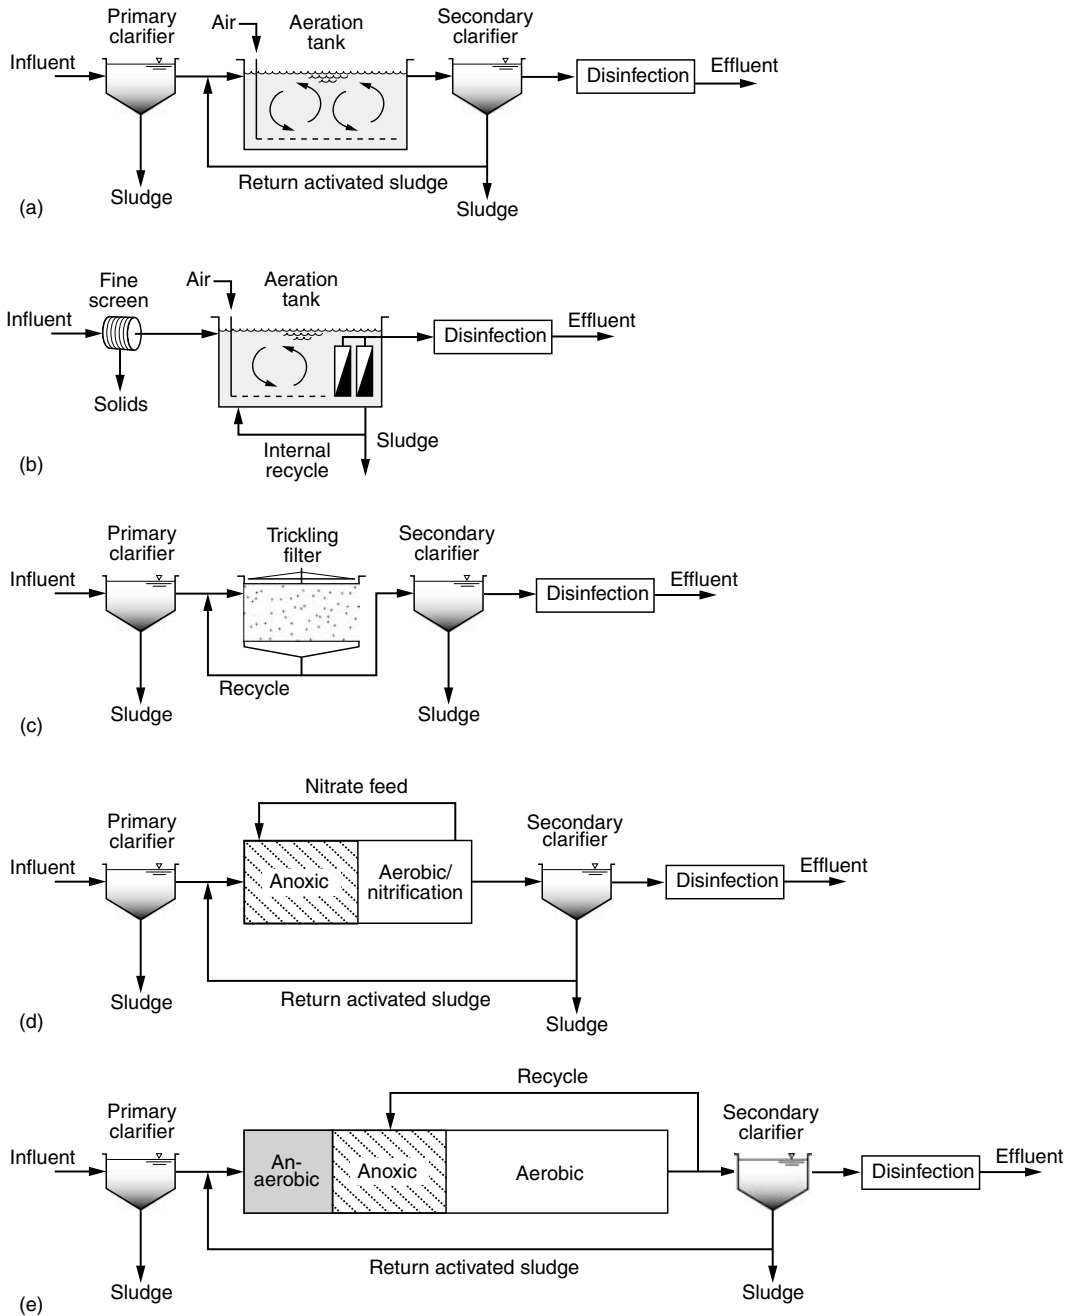 Primary
clarifier
Air
Aeration
tank
Secondary
clarifier
Influent
Disinfection
Effluent
Return activated sludge
Sludge
Sludge
(a)
Fine
screen
Air
Aeration
tank
Influent
Disinfection
Effluent
Solids
Internal
recycle
Sludge
(b)
Primary
clarifier
Trickling
filter
Secondary
clarifier
Influent
Disinfection
Effluent
Recycle
Sludge
Sludge
(c)
Nitrate feed
Primary
clarifier
Secondary
clarifier
Influent
Anoxic
Aerobic/
nitrification
Disinfection
Effluent
Sludge
Return activated sludge
Sludge
(d)
Recycle
Primary
clarifier
Secondary
clarifier
Influent
An-
aerobic
Anoxic
Aerobic
Disinfection
Effluent
Return activated sludge
Sludge
Sludge
(e)